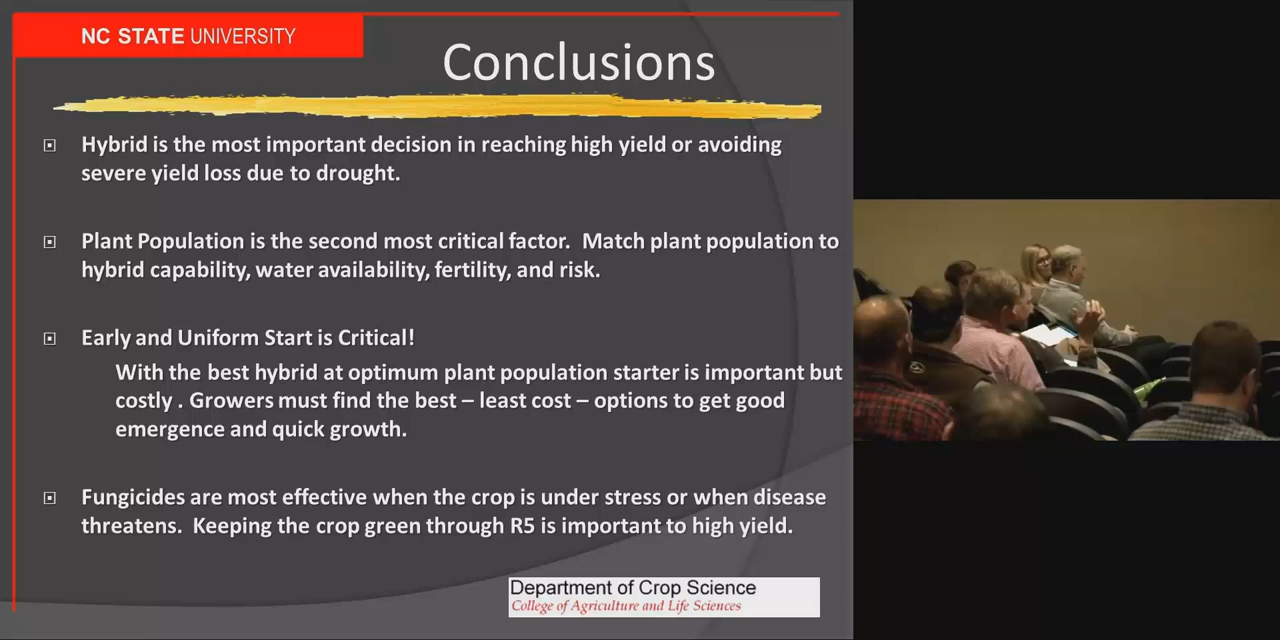 NC STATE UNIVERSITY
Conclusions
Hybrid is the most important decision in reaching high yield or avoiding
severe yield loss due to drought.
Plant Population is the second most critical factor.  Match plant population to
hybrid capability, water availability, fertility, and risk.
Early and Uniform Start is Critical!
With the best hybrid at optimum plant population starter is important but
costly . Growers must find the best – least cost – options to get good
emergence and quick growth.
Fungicides are most effective when the crop is under stress or when disease
threatens.  Keeping the crop green through R5 is important to high yield.
Department of Crop Science
College of Agriculture and Life Sciences